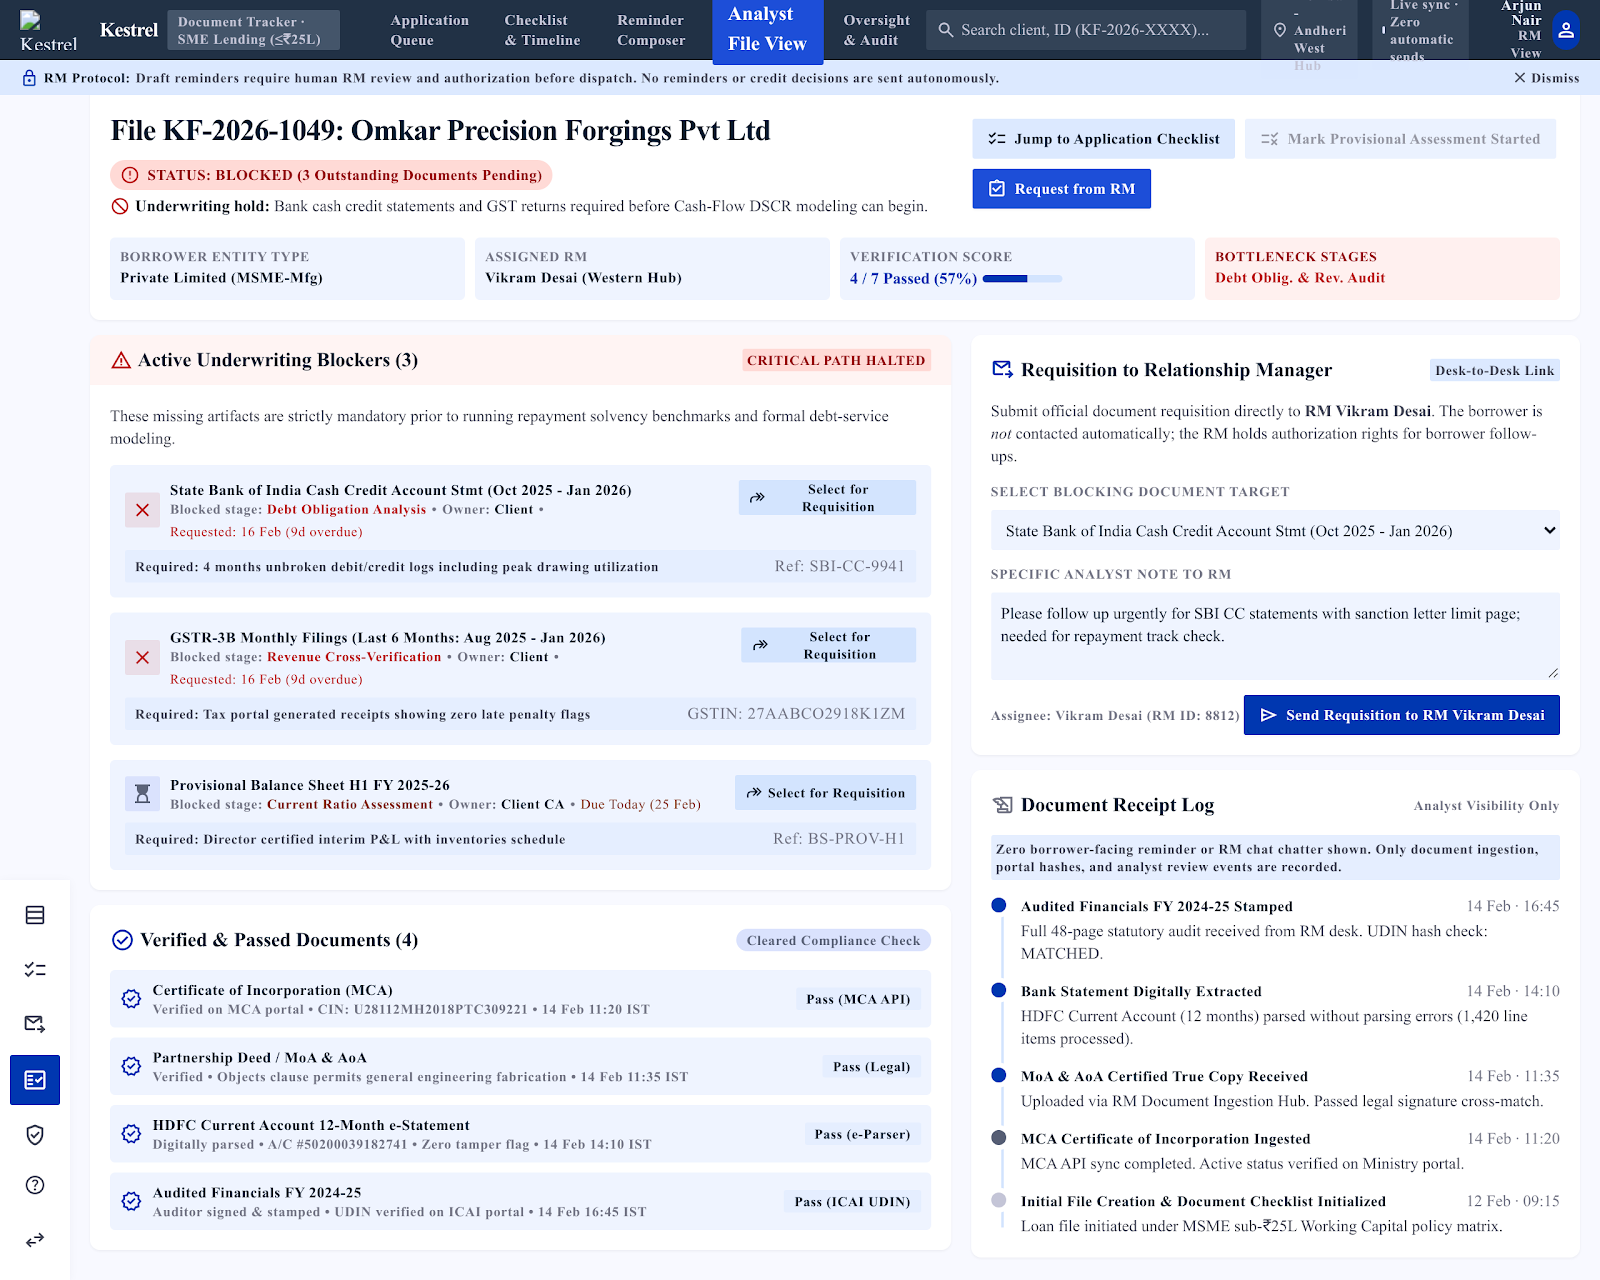 Kestrel
Kestrel
Document Tracker ·
SME Lending (≤₹25L)
Application
Queue
Checklist
& Timeline
Reminder
Composer
Analyst
File View
Oversight
& Audit
Search client, ID (KF-2026-XXXX)...
-
Andheri
West
Hub
Live sync ·
Zero
automatic
sends
Arjun
Nair
RM
View
RM Protocol: Draft reminders require human RM review and authorization before dispatch. No reminders or credit decisions are sent autonomously.
Dismiss
File KF-2026-1049: Omkar Precision Forgings Pvt Ltd
STATUS: BLOCKED (3 Outstanding Documents Pending)
Underwriting hold: Bank cash credit statements and GST returns required before Cash-Flow DSCR modeling can begin.
Jump to Application Checklist
Mark Provisional Assessment Started
Request from RM
BORROWER ENTITY TYPE
Private Limited (MSME-Mfg)
ASSIGNED RM
Vikram Desai (Western Hub)
VERIFICATION SCORE
4 / 7 Passed (57%)
BOTTLENECK STAGES
Debt Oblig. & Rev. Audit
Active Underwriting Blockers (3)
CRITICAL PATH HALTED
These missing artifacts are strictly mandatory prior to running repayment solvency benchmarks and formal debt-service
modeling.
State Bank of India Cash Credit Account Stmt (Oct 2025 - Jan 2026)
Blocked stage: Debt Obligation Analysis • Owner: Client •
Requested: 16 Feb (9d overdue)
Select for
Requisition
Required: 4 months unbroken debit/credit logs including peak drawing utilization
Ref: SBI-CC-9941
GSTR-3B Monthly Filings (Last 6 Months: Aug 2025 - Jan 2026)
Blocked stage: Revenue Cross-Verification • Owner: Client •
Requested: 16 Feb (9d overdue)
Select for
Requisition
Required: Tax portal generated receipts showing zero late penalty flags
GSTIN: 27AABCO2918K1ZM
Provisional Balance Sheet H1 FY 2025-26
Blocked stage: Current Ratio Assessment • Owner: Client CA • Due Today (25 Feb)
Select for Requisition
Required: Director certified interim P&L with inventories schedule
Ref: BS-PROV-H1
Verified & Passed Documents (4)
Cleared Compliance Check
Certificate of Incorporation (MCA)
Verified on MCA portal • CIN: U28112MH2018PTC309221 • 14 Feb 11:20 IST
Pass (MCA API)
Partnership Deed / MoA & AoA
Verified • Objects clause permits general engineering fabrication • 14 Feb 11:35 IST
Pass (Legal)
HDFC Current Account 12-Month e-Statement
Digitally parsed • A/C #50200039182741 • Zero tamper flag • 14 Feb 14:10 IST
Pass (e-Parser)
Audited Financials FY 2024-25
Auditor signed & stamped • UDIN verified on ICAI portal • 14 Feb 16:45 IST
Pass (ICAI UDIN)
Requisition to Relationship Manager
Desk-to-Desk Link
Submit official document requisition directly to RM Vikram Desai. The borrower is
not contacted automatically; the RM holds authorization rights for borrower follow-
ups.
SELECT BLOCKING DOCUMENT TARGET
State Bank of India Cash Credit Account Stmt (Oct 2025 - Jan 2026)
SPECIFIC ANALYST NOTE TO RM
Please follow up urgently for SBI CC statements with sanction letter limit page;
needed for repayment track check.
Assignee: Vikram Desai (RM ID: 8812)
Send Requisition to RM Vikram Desai
Document Receipt Log
Analyst Visibility Only
Zero borrower-facing reminder or RM chat chatter shown. Only document ingestion,
portal hashes, and analyst review events are recorded.
Audited Financials FY 2024-25 Stamped
14 Feb · 16:45
Full 48-page statutory audit received from RM desk. UDIN hash check:
MATCHED.
Bank Statement Digitally Extracted
14 Feb · 14:10
HDFC Current Account (12 months) parsed without parsing errors (1,420 line
items processed).
MoA & AoA Certified True Copy Received
14 Feb · 11:35
Uploaded via RM Document Ingestion Hub. Passed legal signature cross-match.
MCA Certificate of Incorporation Ingested
14 Feb · 11:20
MCA API sync completed. Active status verified on Ministry portal.
Initial File Creation & Document Checklist Initialized
12 Feb · 09:15
Loan file initiated under MSME sub-₹25L Working Capital policy matrix.